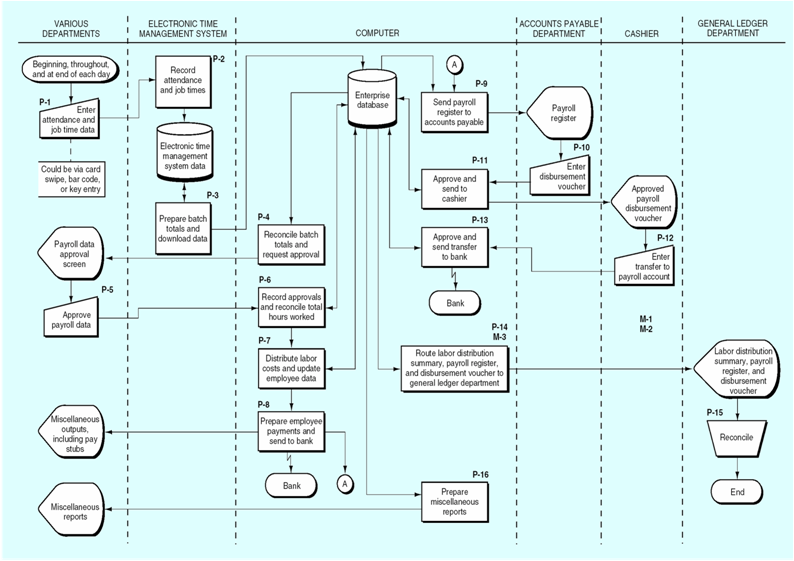 VARIOUS
DEPARTMENTS
ELECTRONIC TIME
MANAGEMENT SYSTEM
COMPUTER
ACCOUNTS PAYABLE
DEPARTMENT
CASHIER
GENERAL LEDGER
DEPARTMENT
Beginning, throughout,
and at end of each day
P-1
Enter
attendance and
job time data
Could be via card
swipe, bar code,
or key entry
P-2
Record
attendance
and job times
Electronic time
management
system data
P-3
Prepare batch
totals and
download data
Enterprise
database
A
P-9
Send payroll
register to
accounts payable
Payroll
register
P-10
Enter
disbursement
voucher
P-11
Approve and
send to
cashier
Approved
payroll
disbursement
voucher
P-12
Enter
transfer to
payroll account
P-13
Approve and
send transfer
to bank
Bank
P-4
Reconcile batch
totals and
request approval
Payroll data
approval
screen
P-5
Approve
payroll data
P-6
Record approvals
and reconcile total
hours worked
M-1
M-2
P-7
Distribute labor
costs and update
employee data
P-14
M-3
Route labor distribution
summary, payroll register,
and disbursement voucher to
general ledger department
Labor distribution
summary, payroll
register, and
disbursement
voucher
P-8
Prepare employee
payments and
send to bank
Miscellaneous
outputs,
including pay
stubs
Bank
A
P-15
Reconcile
End
P-16
Prepare
miscellaneous
reports
Miscellaneous
reports